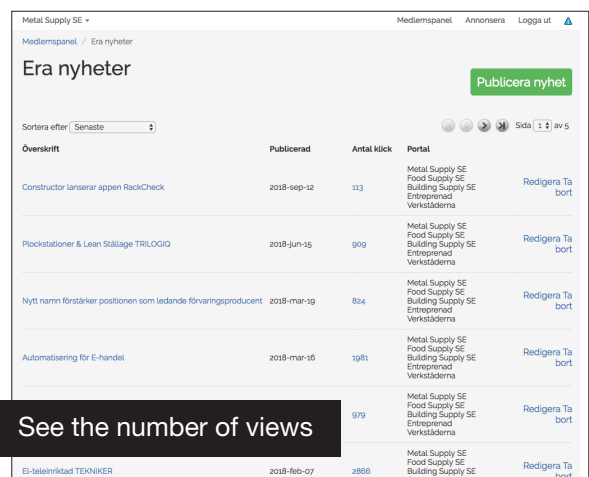 Metal Supply SE
Medlemspanel Annonsera Logga ut
Medlemspanel / Era nyheter
Era nyheter
Publicera nyhet
Sortera efter Senaste
Sida 1 av 5
Överskrift Publicerad Antal klick Portal
Constructor lanserar appen RackCheck 2018-sep-12 113
Metal Supply SE
Food Supply SE
Building Supply SE
Entreprenad
Verkstäderna
Redigera Ta
bort
Plockstationer & Lean Ställage TRILOGIQ 2018-jun-15 909
Metal Supply SE
Food Supply SE
Building Supply SE
Entreprenad
Verkstäderna
Redigera Ta
bort
Nytt namn förstärker positionen som ledande förvaringsproducent 2018-mar-19 824
Metal Supply SE
Food Supply SE
Building Supply SE
Entreprenad
Verkstäderna
Redigera Ta
bort
Automatisering för E-handel 2018-mar-16 1981
Metal Supply SE
Food Supply SE
Building Supply SE
Entreprenad
Verkstäderna
Redigera Ta
bort
979
Metal Supply SE
Food Supply SE
Building Supply SE
Entreprenad
Verkstäderna
Redigera Ta
bort
See the number of views
El-teleinriktad TEKNIKER 2018-feb-07 2866
Metal Supply SE
Food Supply SE
Building Supply SE
Redigera Ta
bort